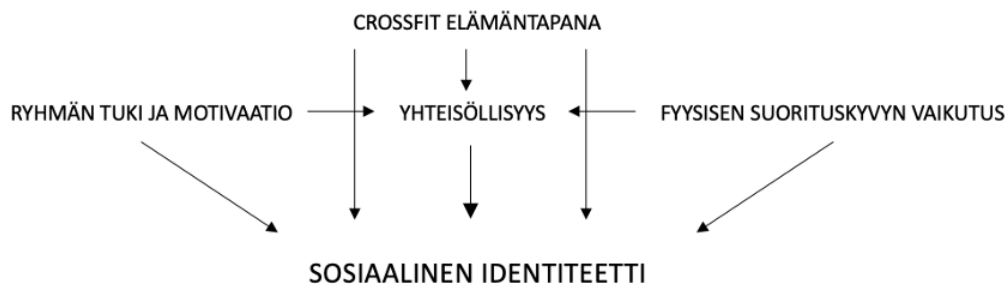 CROSSFIT ELÄMÄNTAPANA
RYHMÄN TUKI JA MOTIVAATIO
YHTEISÖLLISYYS
FYYSISEN SUORITUSKYVYN VAIKUTUS
SOSIAALINEN IDENTITEETTI